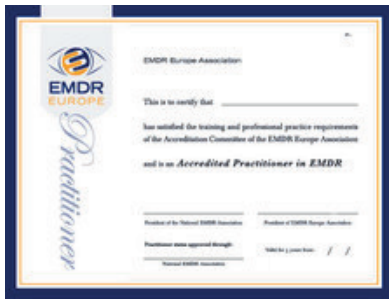 EMDR
EUROPE
Practitioner
EMDR Europe Association
This is to certify that
has satisfied the training and professional practice requirements
of the Accreditation Committee of the EMDR Europe Association
and is an Accredited Practitioner in EMDR
President of the National EMDR Association
President of EMDR Europe Association
Practitioner status approved through:
Valid for 5 years from: / /
National EMDR Association